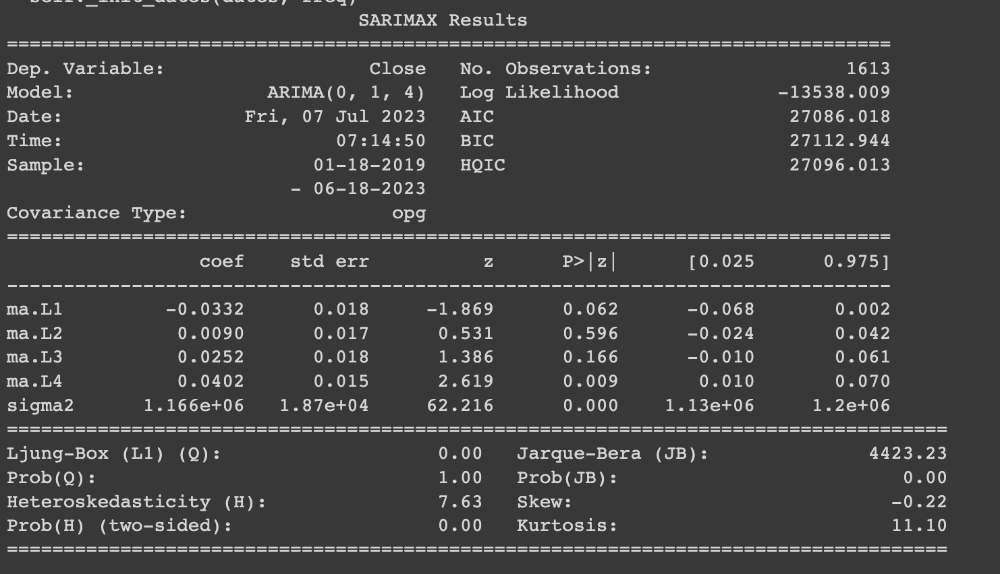 self._init_dates(dates, freq)
SARIMAX Results
==============================================================================
Dep. Variable: Close No. Observations: 1613
Model: ARIMA(0, 1, 4) Log Likelihood -13538.009
Date: Fri, 07 Jul 2023 AIC 27086.018
Time: 07:14:50 BIC 27112.944
Sample: 01-18-2019 HQIC 27096.013
- 06-18-2023
Covariance Type: opg
==============================================================================
coef std err z P>|z| [0.025 0.975]
------------------------------------------------------------------------------
ma.L1 -0.0332 0.018 -1.869 0.062 -0.068 0.002
ma.L2 0.0090 0.017 0.531 0.596 -0.024 0.042
ma.L3 0.0252 0.018 1.386 0.166 -0.010 0.061
ma.L4 0.0402 0.015 2.619 0.009 0.010 0.070
sigma2 1.166e+06 1.87e+04 62.216 0.000 1.13e+06 1.2e+06
===================================================================================
Ljung-Box (L1) (Q): 0.00 Jarque-Bera (JB): 4423.23
Prob(Q): 1.00 Prob(JB): 0.00
Heteroskedasticity (H): 7.63 Skew: -0.22
Prob(H) (two-sided): 0.00 Kurtosis: 11.10
===================================================================================